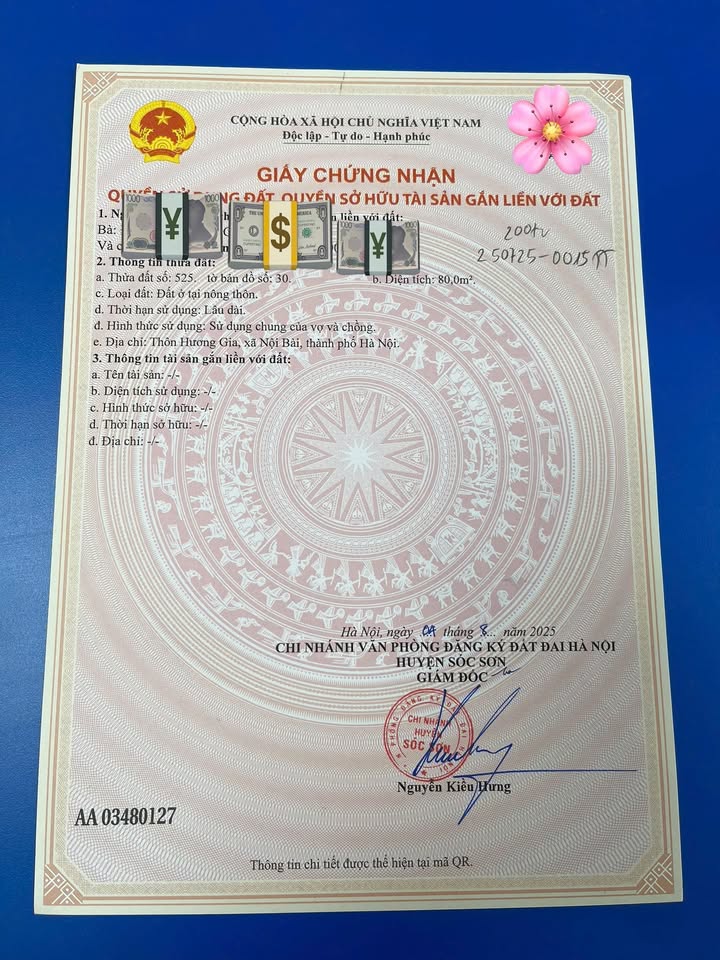 CỘNG HÒA XÃ HỘI CHỦ NGHĨA VIỆT NAM
Độc lập - Tự do - Hạnh phúc
GIẤY CHỨNG NHẬN
QUYỀN SỬ DỤNG ĐẤT, QUYỀN SỞ HỮU TÀI SẢN GẮN LIỀN VỚI ĐẤT
1. liền với đất:
Bà:
Và
250725-0015
2. Thông tin thửa đất:
a. Thửa đất số: 525. tờ bản đồ số: 30. b. Diện tích: 80,0m².
c. Loại đất: Đất ở tại nông thôn.
d. Thời hạn sử dụng: Lâu dài.
đ. Hình thức sử dụng: Sử dụng chung của vợ và chồng.
e. Địa chỉ: Thôn Hương Gia, xã Nội Bài, thành phố Hà Nội.
3. Thông tin tài sản gắn liền với đất:
a. Tên tài sản: -/-
b. Diện tích sử dụng: -/-
c. Hình thức sở hữu: -/-
d. Thời hạn sở hữu: -/-
đ. Địa chỉ: -/-
Hà Nội, ngày tháng 8... năm 2025
CHI NHÁNH VĂN PHÒNG ĐĂNG KÝ ĐẤT ĐAI HÀ NỘI
HUYỆN SÓC SƠN
GIÁM ĐỐC
CHI NHÁNH
HUYỆN
SÓC SƠN
Nguyễn Kiều Hưng
AA 03480127
Thông tin chi tiết được thể hiện tại mã QR.